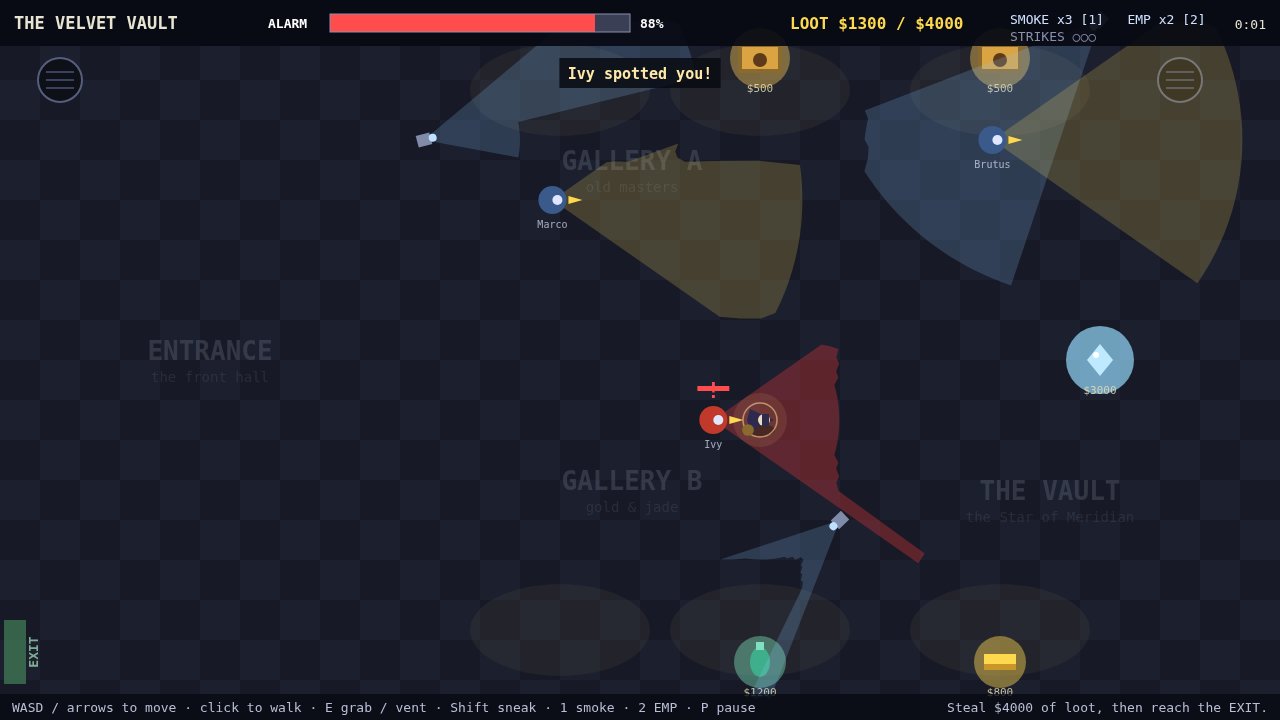 THE VELVET VAULT
ALARM
88%
LOOT $1300 / $4000
SMOKE x3 [1]
EMP x2 [2]
STRIKES ○○○
0:01
Ivy spotted you!
$500
$500
GALLERY A
old masters
Marco
Brutus
ENTRANCE
the front hall
$3000
!
Ivy
GALLERY B
gold & jade
THE VAULT
the Star of Meridian
EXIT
$1200
$800
WASD / arrows to move · click to walk · E grab / vent · Shift sneak · 1 smoke · 2 EMP · P pause
Steal $4000 of loot, then reach the EXIT.